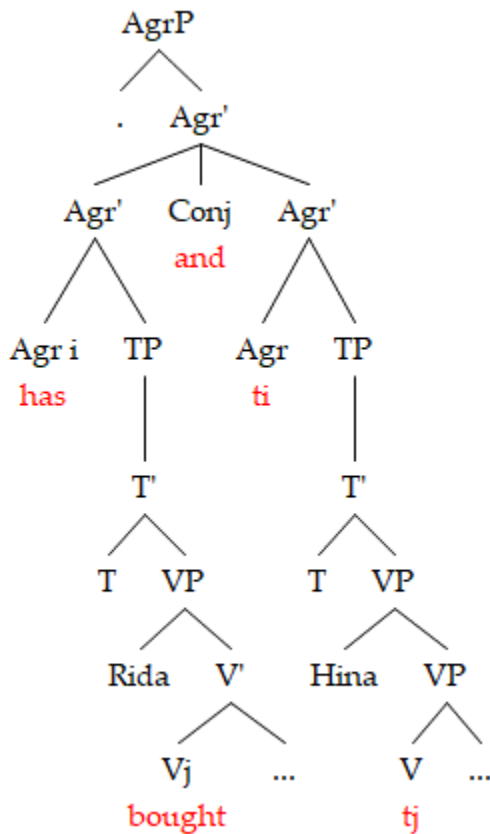 AgrP
. Agr'
Agr' Conj Agr'
and
Agr i TP Agr TP
has ti
T' T'
T VP T VP
Rida V' Hina VP
Vj ... V ...
bought tj